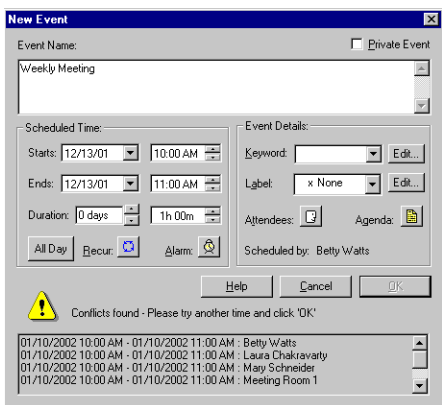 New Event
Event Name:
Private Event
Weekly Meeting
Scheduled Time:
Event Details:
Starts: 12/13/01 10:00 AM
Keyword: Edit...
Ends: 12/13/01 11:00 AM
Label: x None Edit...
Duration: 0 days 1h 00m
Attendees: Agenda:
All Day Recur: Alarm:
Scheduled by: Betty Watts
Help Cancel OK
Conflicts found - Please try another time and click 'OK'
01/10/2002 10:00 AM - 01/10/2002 11:00 AM : Betty Watts
01/10/2002 10:00 AM - 01/10/2002 11:00 AM : Laura Chakravarty
01/10/2002 10:00 AM - 01/10/2002 11:00 AM : Mary Schneider
01/10/2002 10:00 AM - 01/10/2002 11:00 AM : Meeting Room 1